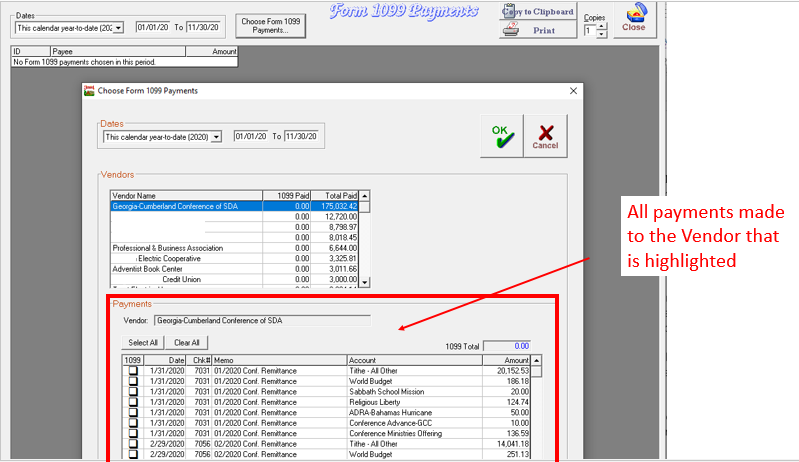 Dates
This calendar year-to-date (202
01/01/20 To 11/30/20
Choose Form 1099 Payments...
Form 1099 Payments
Copy to Clipboard
Print
Copies
1
Close
ID Payee Amount
No Form 1099 payments chosen in this period.
Choose Form 1099 Payments
Dates
This calendar year-to-date (2020) 01/01/20 To 11/30/20
OK
Cancel
Vendors
Vendor Name 1099 Paid Total Paid
Georgia-Cumberland Conference of SDA 0.00 175,032.42
0.00 12,720.00
0.00 8,798.97
0.00 8,018.45
Professional & Business Association 0.00 6,644.00
Electric Cooperative 0.00 3,325.81
Adventist Book Center 0.00 3,011.66
Credit Union 0.00 3,000.00
All payments made
to the Vendor that
is highlighted
Payments
Vendor: Georgia-Cumberland Conference of SDA
Select All Clear All
1099 Total 0.00
1099 Date Chk# Memo Account Amount
1/31/2020 7031 01/2020 Conf. Remittance Tithe - All Other 20,152.53
1/31/2020 7031 01/2020 Conf. Remittance World Budget 186.18
1/31/2020 7031 01/2020 Conf. Remittance Sabbath School Mission 20.00
1/31/2020 7031 01/2020 Conf. Remittance Religious Liberty 124.74
1/31/2020 7031 01/2020 Conf. Remittance ADRA-Bahamas Hurricane 50.00
1/31/2020 7031 01/2020 Conf. Remittance Conference Advance-GCC 10.00
1/31/2020 7031 01/2020 Conf. Remittance Conference Ministries Offering 136.59
2/29/2020 7056 02/2020 Conf. Remittance Tithe - All Other 14,041.18
2/29/2020 7056 02/2020 Conf. Remittance World Budget 251.13